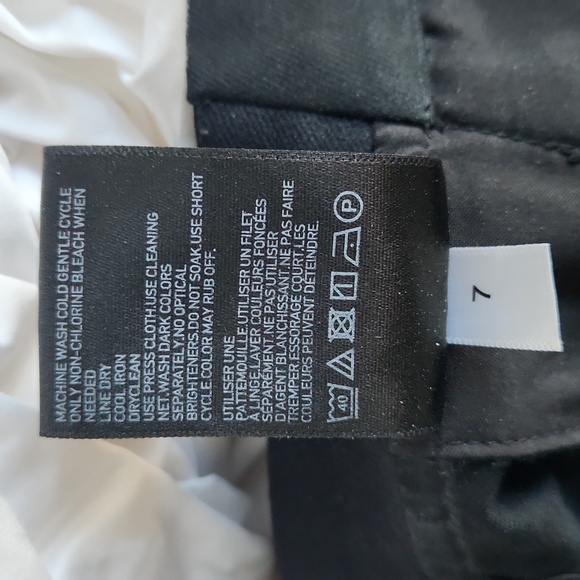 MACHINE WASH COLD GENTLE CYCLE
ONLY NON-CHLORINE BLEACH WHEN
NEEDED
LINE DRY
COOL IRON
DRYCLEAN
USE PRESS CLOTH.USE CLEANING
NET.WASH DARK COLORS
SEPARATELY.NO OPTICAL
BRIGHTENERS.DO NOT SOAK.USE SHORT
CYCLE.COLOR MAY RUB OFF.
UTILISER UNE
PATTEMOUILLE.UTILISER UN FILET
A LINGE.LAVER COULEURS FONCÉES
SEPARAMENT.NE PAS UTILISER
D'AGENT BLANCHISSANT.NE PAS FAIRE
TREMPER.ESSORAGE COURT.LES
COULEURS PEUVENT DETEINDRE.
40 P
7